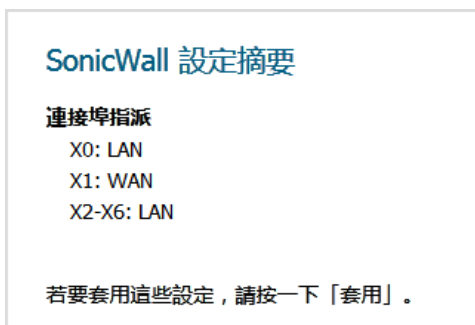 SonicWall 設定摘要
連接埠指派
X0: LAN
X1: WAN
X2-X6: LAN
若要套用這些設定，請按一下「套用」。